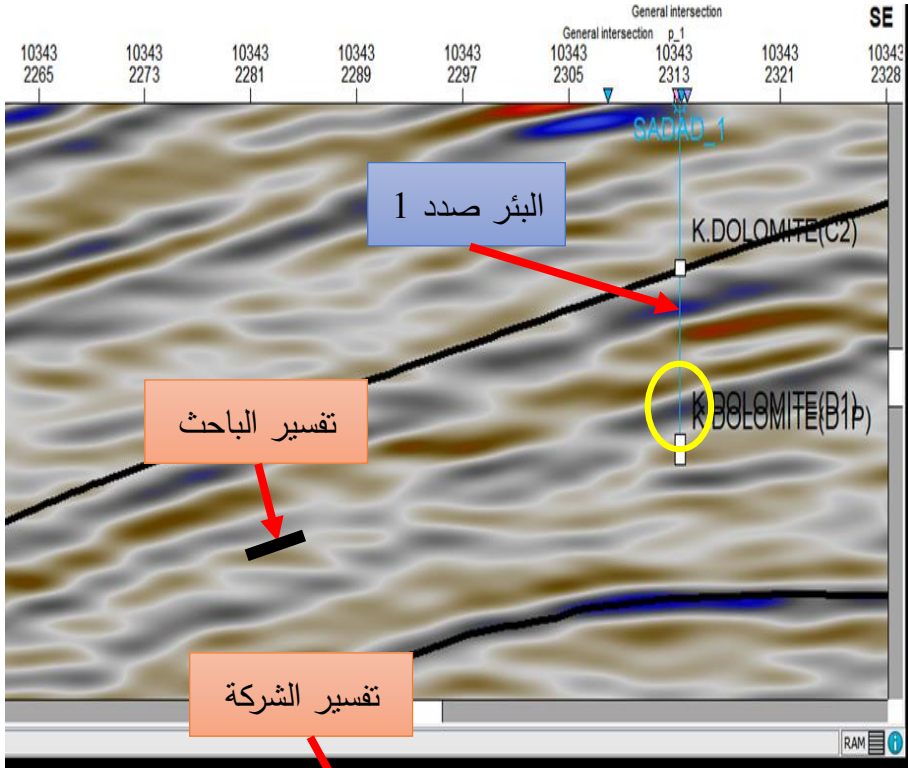 General intersection
SE
General intersection p_1
10343 10343 10343 10343 10343 10343 10343 10343 10343
2265 2273 2281 2289 2297 2305 2313 2321 2328
SADAD_1
البئر صدد 1
K.DOLOMITE(C2)
تفسير الباحث
K.DOLOMITE(D1)
K.DOLOMITE(D1P)
تفسير الشركة
RAM